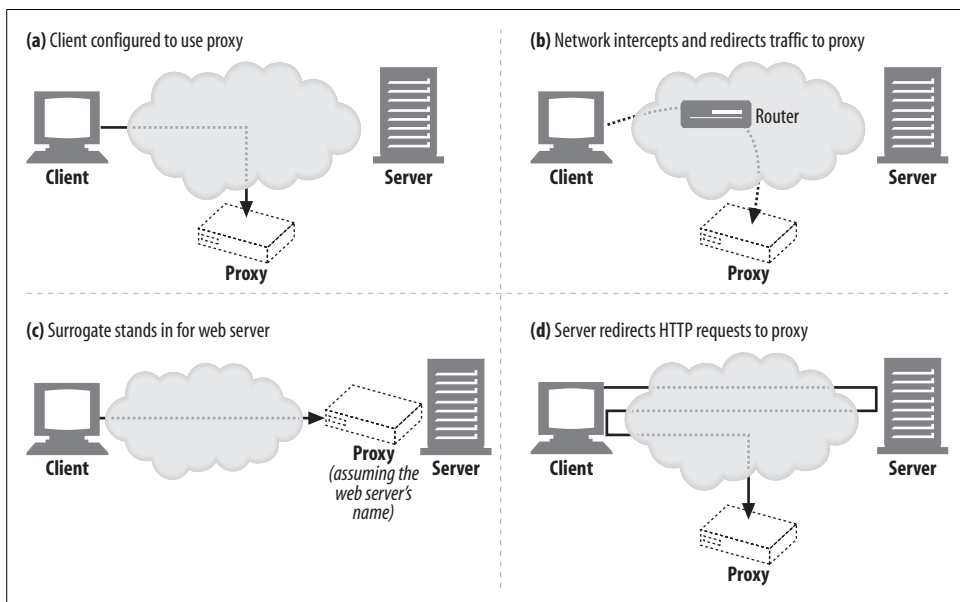 (a) Client configured to use proxy
Client
Server
Proxy
(b) Network intercepts and redirects traffic to proxy
Router
Client
Server
Proxy
(c) Surrogate stands in for web server
Client
Proxy
(assuming the
web server's
name)
Server
(d) Server redirects HTTP requests to proxy
Client
Server
Proxy